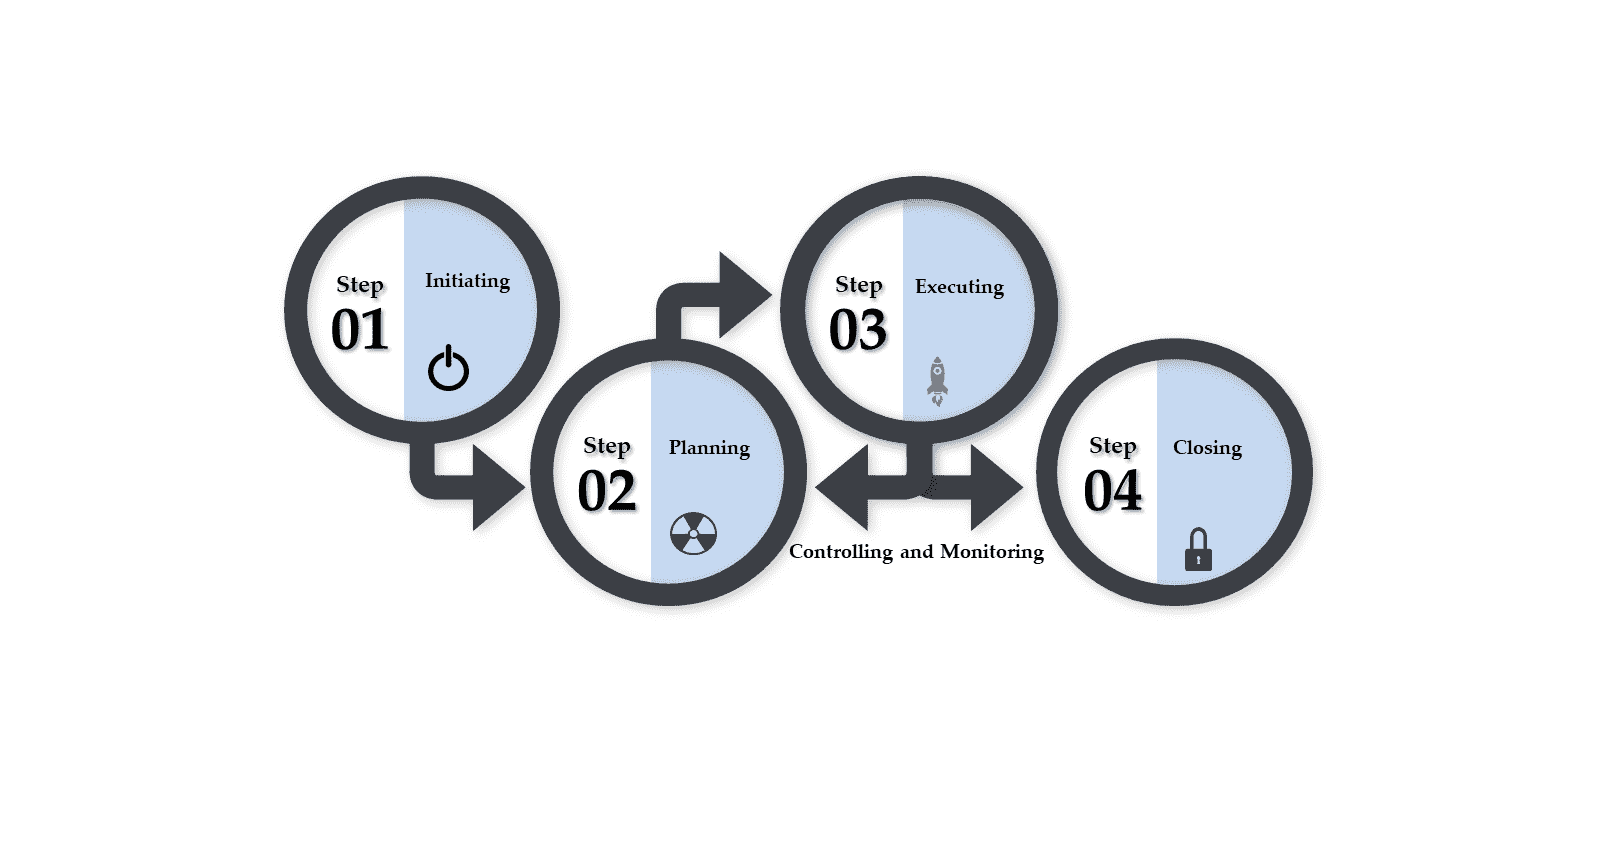 Step
01
Initiating
Step
02
Planning
Step
03
Executing
Controlling and Monitoring
Step
04
Closing